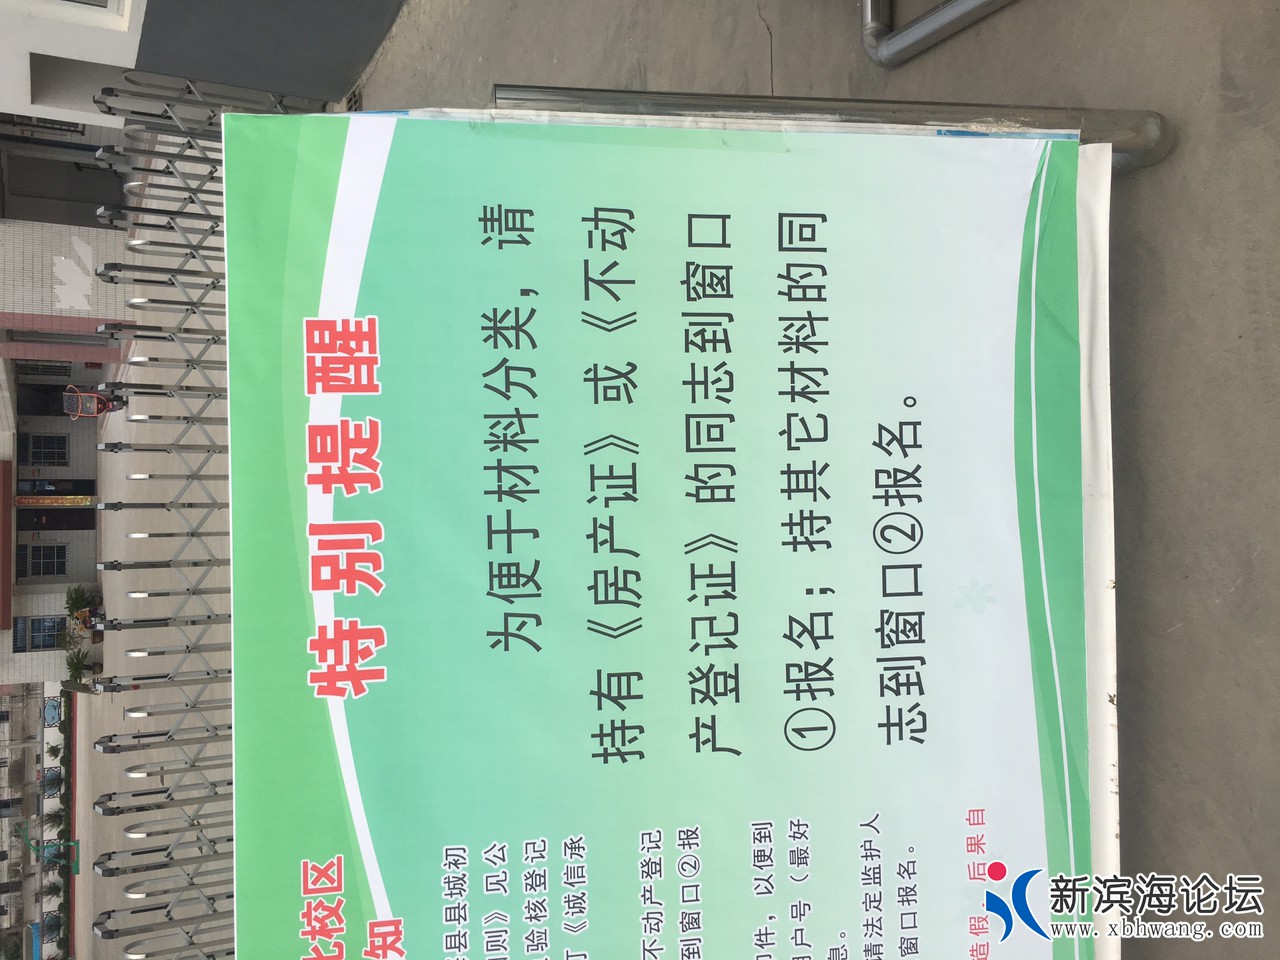 特别提醒
为便于材料分类，请
持有《房产证》或《不动
产登记证》的同志到窗口
①报名；持其它材料的同
志到窗口②报名。
校区
知
县县城初
则》见公
验核登记
《诚信承
不动产登记
到窗口②报
件，以便到
户号（最好
息。
请法定监护人
窗口报名。
造假
后果自
新滨海论坛
www.xbhwang.com